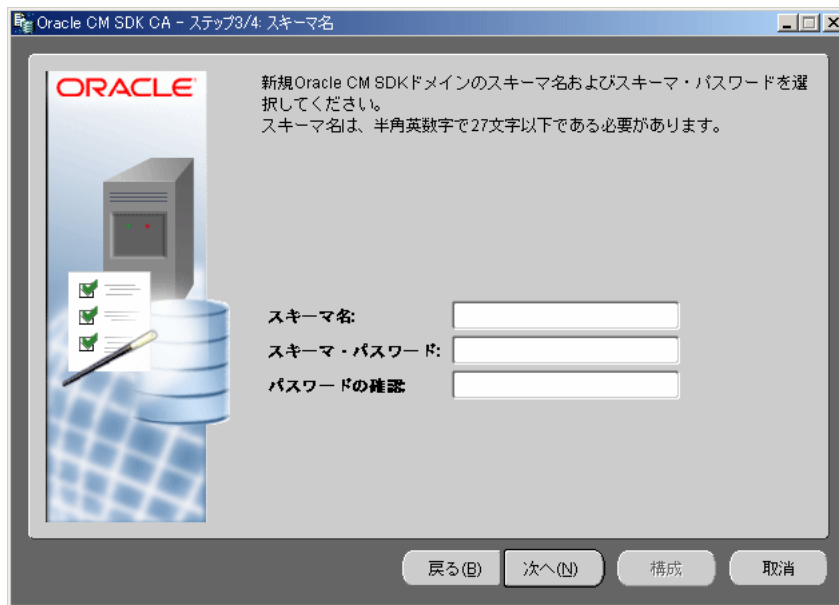 Oracle CM SDK CA - ステップ3/4: スキーマ名
ORACLE
新規Oracle CM SDKドメインのスキーマ名およびスキーマ・パスワードを選
択してください。
スキーマ名は、半角英数字で27文字以下である必要があります。
スキーマ名:
スキーマ・パスワード:
パスワードの確認:
戻る(B)
次へ(N)
構成
取消